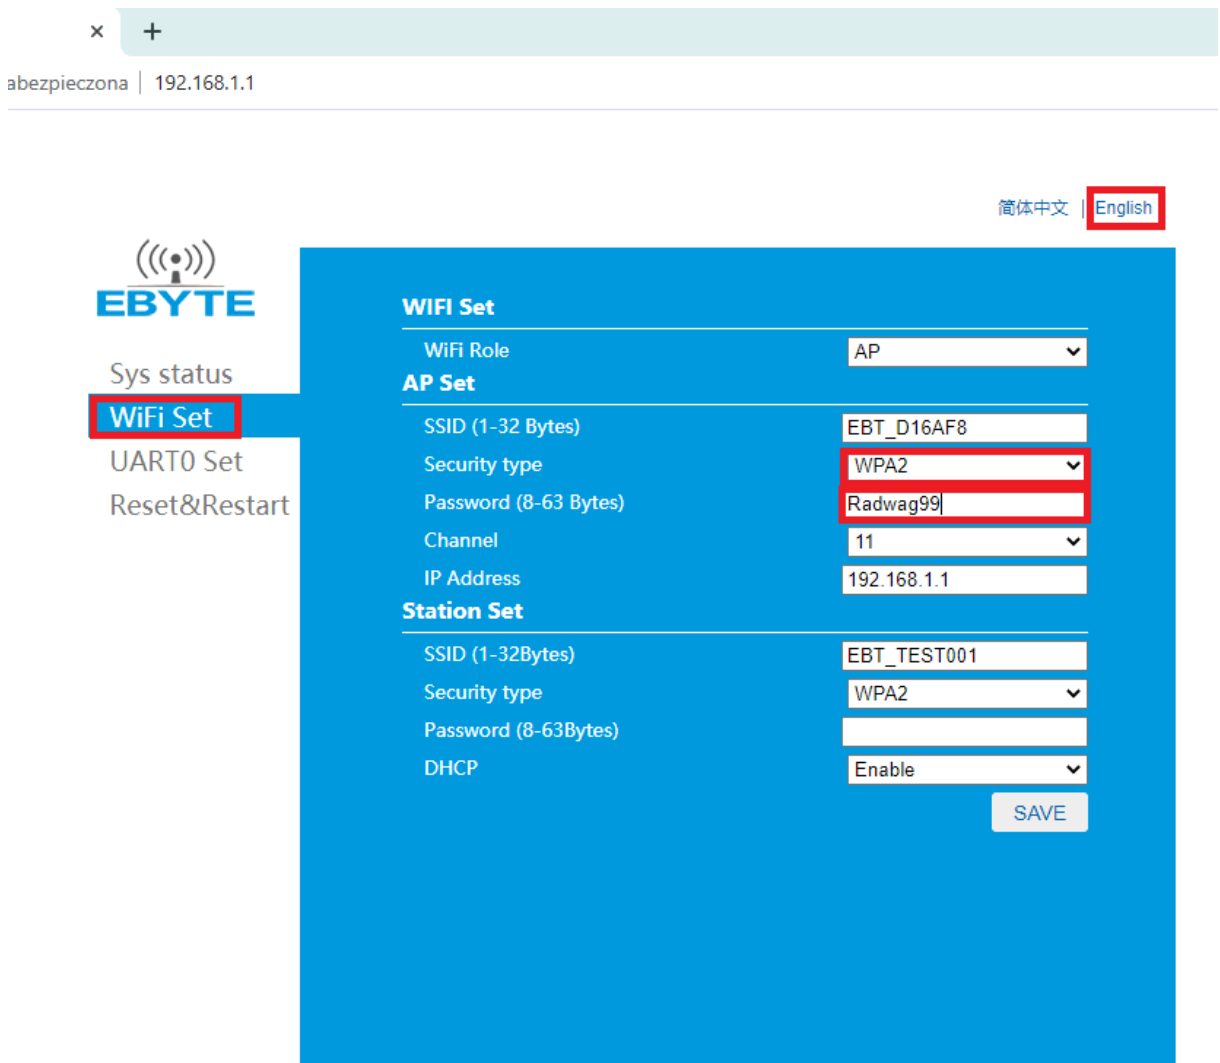 abezpieczona | 192.168.1.1
简体中文 | English
EBYTE
Sys status
WiFi Set
UART0 Set
Reset&Restart
WIFI Set
WiFi Role AP
AP Set
SSID (1-32 Bytes) EBT_D16AF8
Security type WPA2
Password (8-63 Bytes) Radwag99
Channel 11
IP Address 192.168.1.1
Station Set
SSID (1-32Bytes) EBT_TEST001
Security type WPA2
Password (8-63Bytes)
DHCP Enable
SAVE